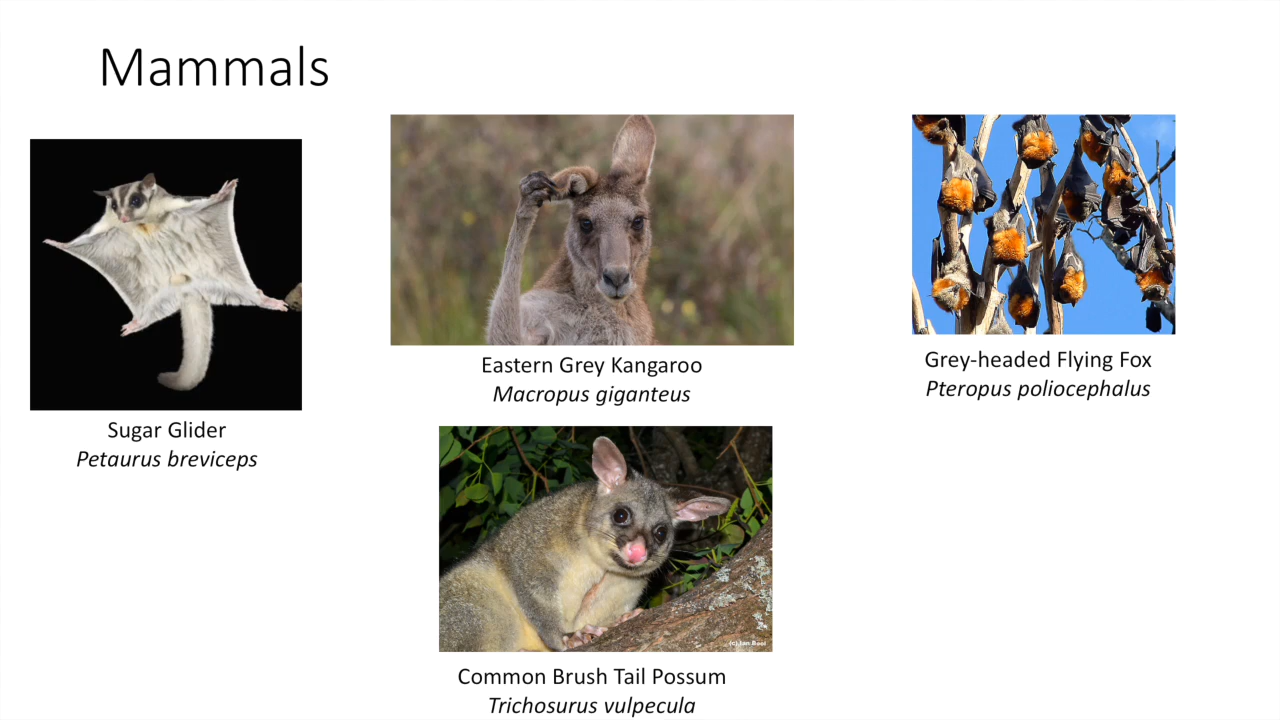 Mammals
Sugar Glider
Petaurus breviceps
Eastern Grey Kangaroo
Macropus giganteus
Grey-headed Flying Fox
Pteropus poliocephalus
Common Brush Tail Possum
Trichosurus vulpecula